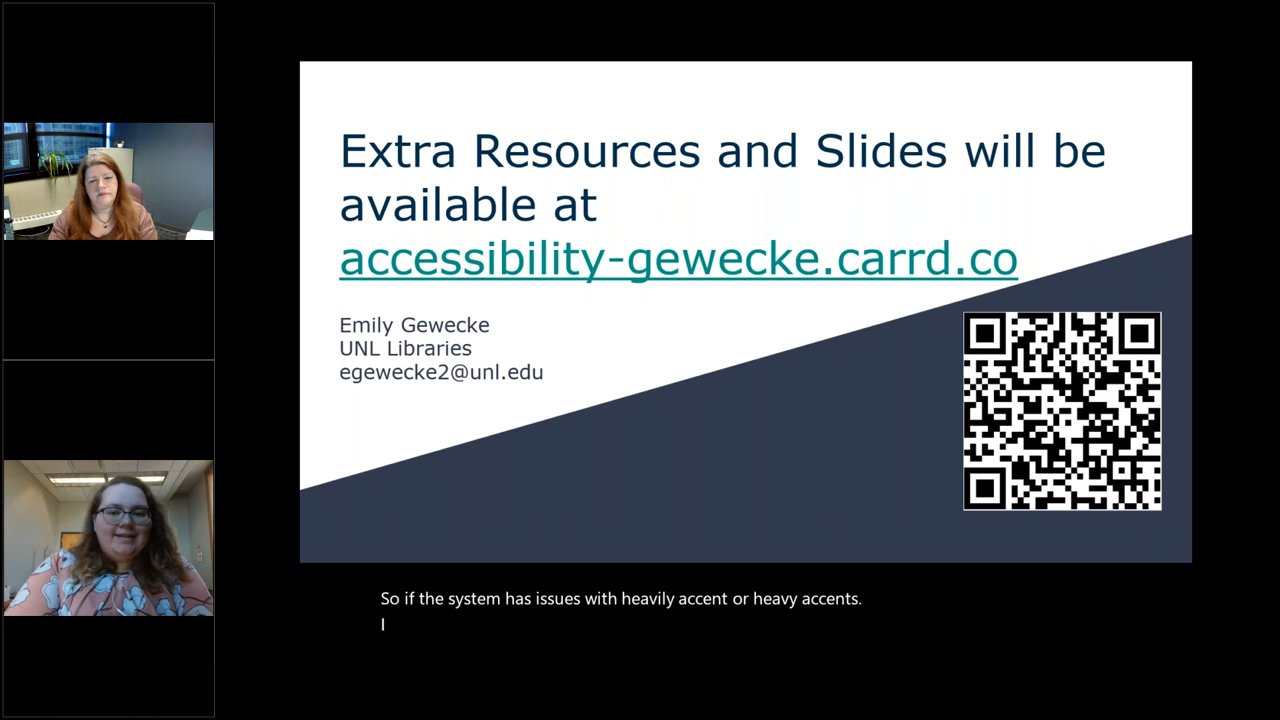 Extra Resources and Slides will be
available at
accessibility-gewecke.carrd.co
Emily Gewecke
UNL Libraries
egewecke2@unl.edu
So if the system has issues with heavily accent or heavy accents.
I